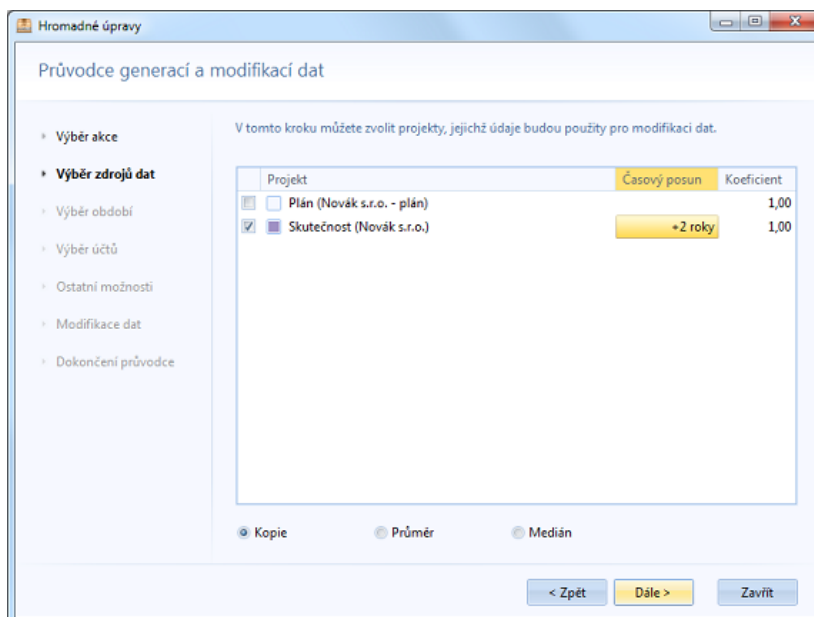 Hromadné úpravy
Průvodce generací a modifikací dat
Výběr akce
Výběr zdrojů dat
Výběr období
Výběr účtů
Ostatní možnosti
Modifikace dat
Dokončení průvodce
V tomto kroku můžete zvolit projekty, jejichž údaje budou použity pro modifikaci dat.
Projekt Časový posun Koeficient
Plán (Novák s.r.o. - plán) 1,00
Skutečnost (Novák s.r.o.) +2 roky 1,00
Kopie Průměr Medián
< Zpět Dále > Zavřít